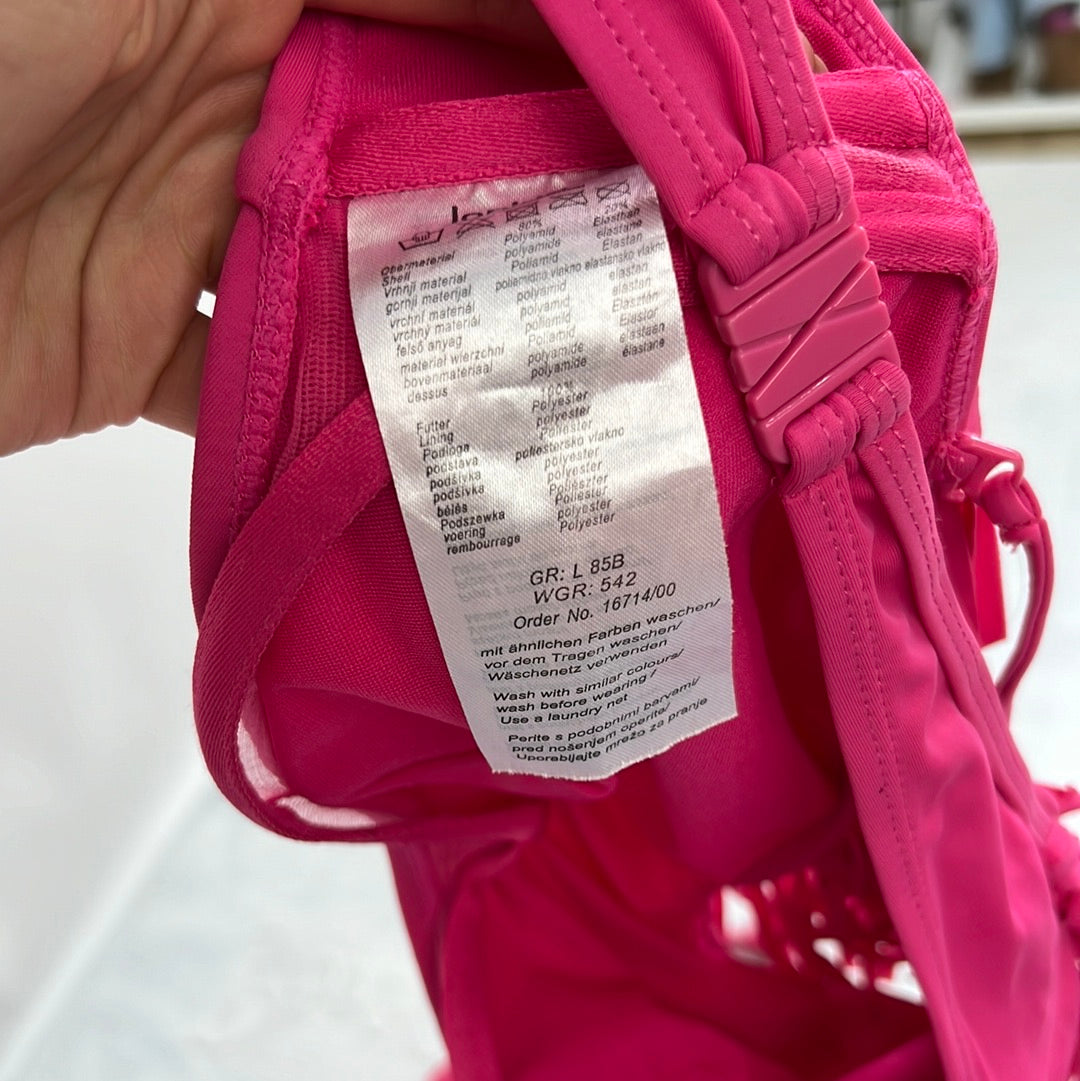 80% 20%
Obermaterial Polyamid Elasthan
Shell polyamide elastane
Vrhnji material Poliamid Elastan
gornji materijal poliamidno vlakno elastansko vlakno
vrchní materiál polyamid elasten
vrchný materiál polyamid elastan
felső anyag poliamid Elasztán
materiał wierzchni poliamid Elastor
bovenmateriaal polyamide elastaan
dessus polyamide élastane
100%
Futter Polyester
Lining Polyester
Podloga Poliester
podstava poliestersko vlakno
podšívka polyester
podšívka polyester
bélés Poliészter
Podszewka Poliester
voering polyester
rembourrage Polyester
GR: L 85B
WGR: 542
Order No. 16714/00
mit ähnlichen Farben waschen/
vor dem Tragen waschen/
Wäschenetz verwenden
Wash with similar colours/
wash before wearing /
Use a laundry net
Perite s podobnimi barvami/
pred nošenjem operite/
Uporabljajte mrežo za pranje